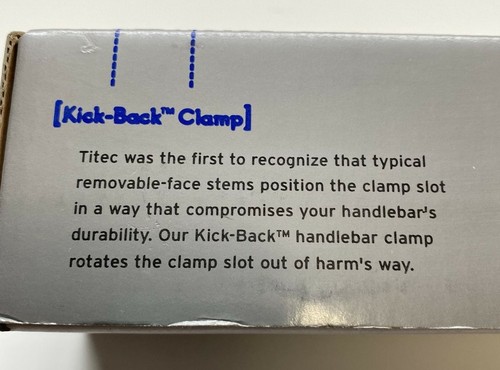 [Kick-Back™ Clamp]
Titec was the first to recognize that typical
removable-face stems position the clamp slot
in a way that compromises your handlebar's
durability. Our Kick-Back™ handlebar clamp
rotates the clamp slot out of harm's way.